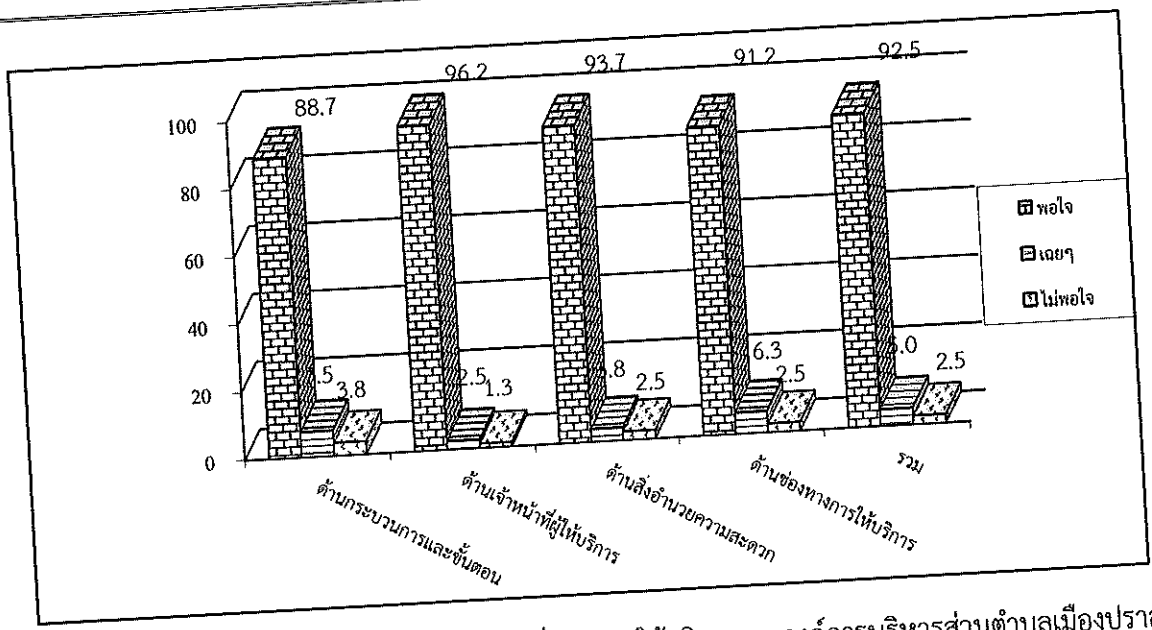 88.7
96.2
93.7
91.2
92.5
100
80
60
40
20
0
.5
3.8
2.5
1.3
.8
2.5
6.3
2.5
5.0
2.5
พอใจ
เฉยๆ
ไม่พอใจ
ด้านกระบวนการและขั้นตอน
ด้านเจ้าหน้าที่ผู้ให้บริการ
ด้านสิ่งอำนวยความสะดวก
ด้านช่องทางการให้บริการ
รวม